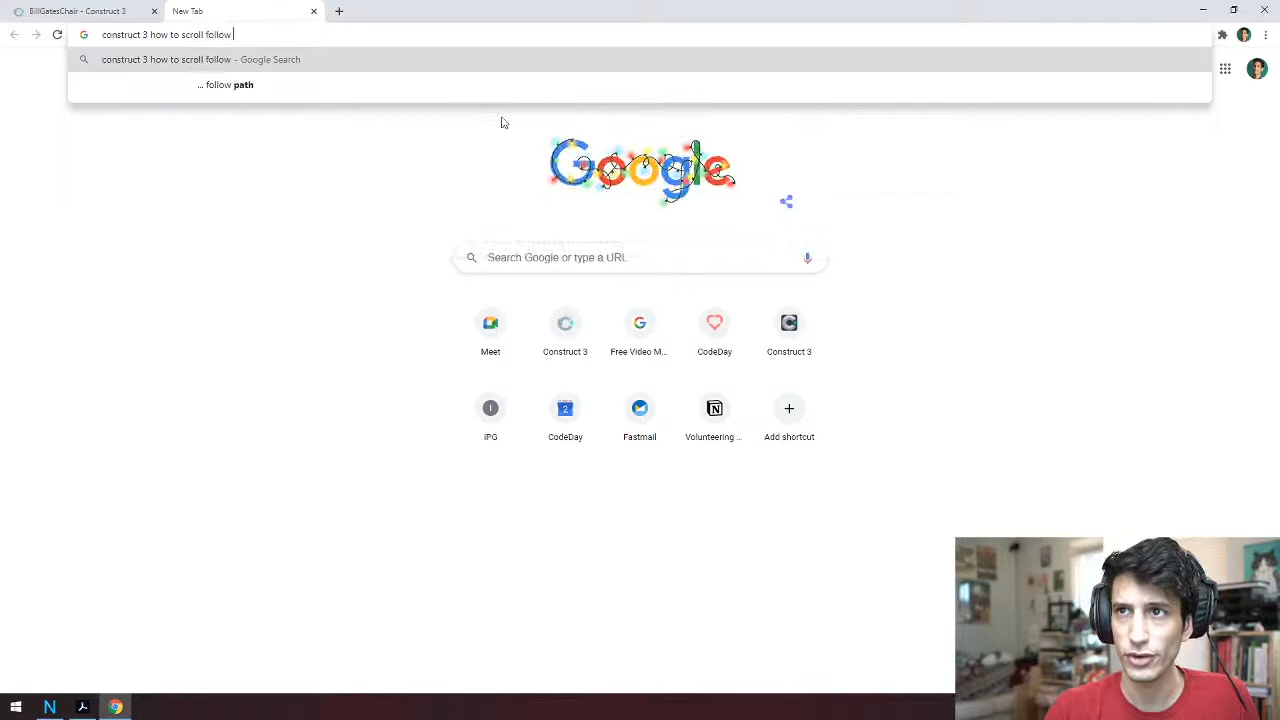 BillGatesChair - Construct 3
New Tab
construct 3 how to scroll follow
construct 3 how to scroll follow - Google Search
... follow path
Google
Search Google or type a URL
Meet
Construct 3
Free Video M...
CodeDay
Construct 3
I
2
+
IPG
CodeDay
Fastmail
Volunteering ...
Add shortcut
N